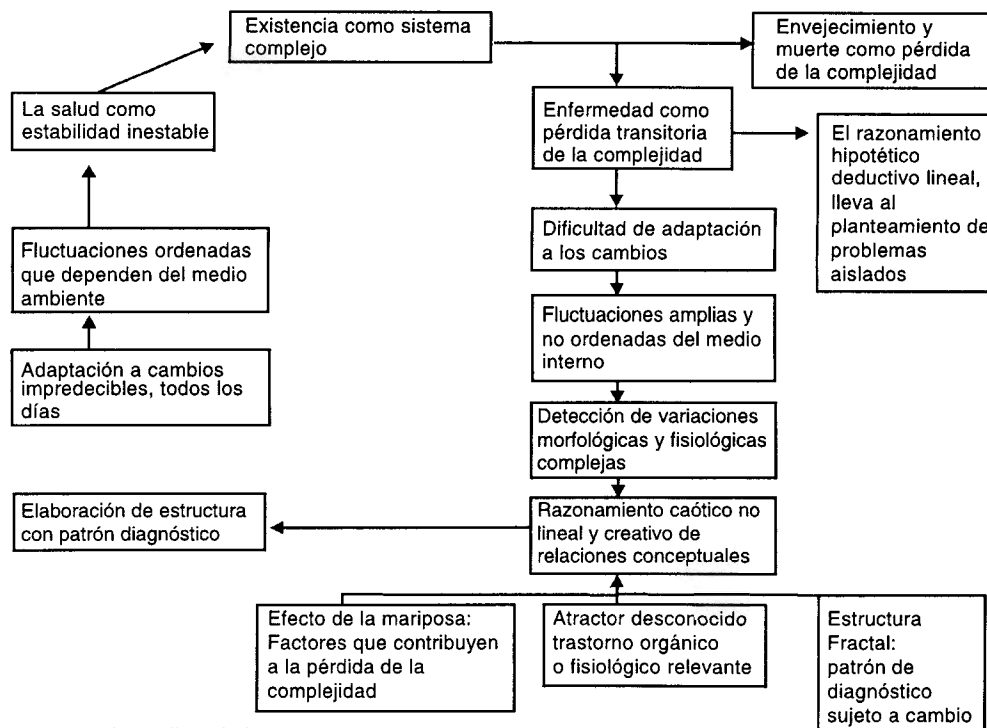 Existencia como sistema
complejo
Envejecimiento y
muerte como pérdida
de la complejidad
La salud como
estabilidad inestable
Enfermedad como
pérdida transitoria
de la complejidad
El razonamiento
hipotético
deductivo lineal,
lleva al
planteamiento de
problemas
aislados
Fluctuaciones ordenadas
que dependen del medio
ambiente
Dificultad de adaptación
a los cambios
Fluctuaciones amplias y
no ordenadas del medio
interno
Adaptación a cambios
impredecibles, todos los
días
Detección de variaciones
morfológicas y fisiológicas
complejas
Elaboración de estructura
con patrón diagnóstico
Razonamiento caótico no
lineal y creativo de
relaciones conceptuales
Efecto de la mariposa:
Factores que contribuyen
a la pérdida de la
complejidad
Atractor desconocido
trastorno orgánico
o fisiológico relevante
Estructura
Fractal:
patrón de
diagnóstico
sujeto a cambio